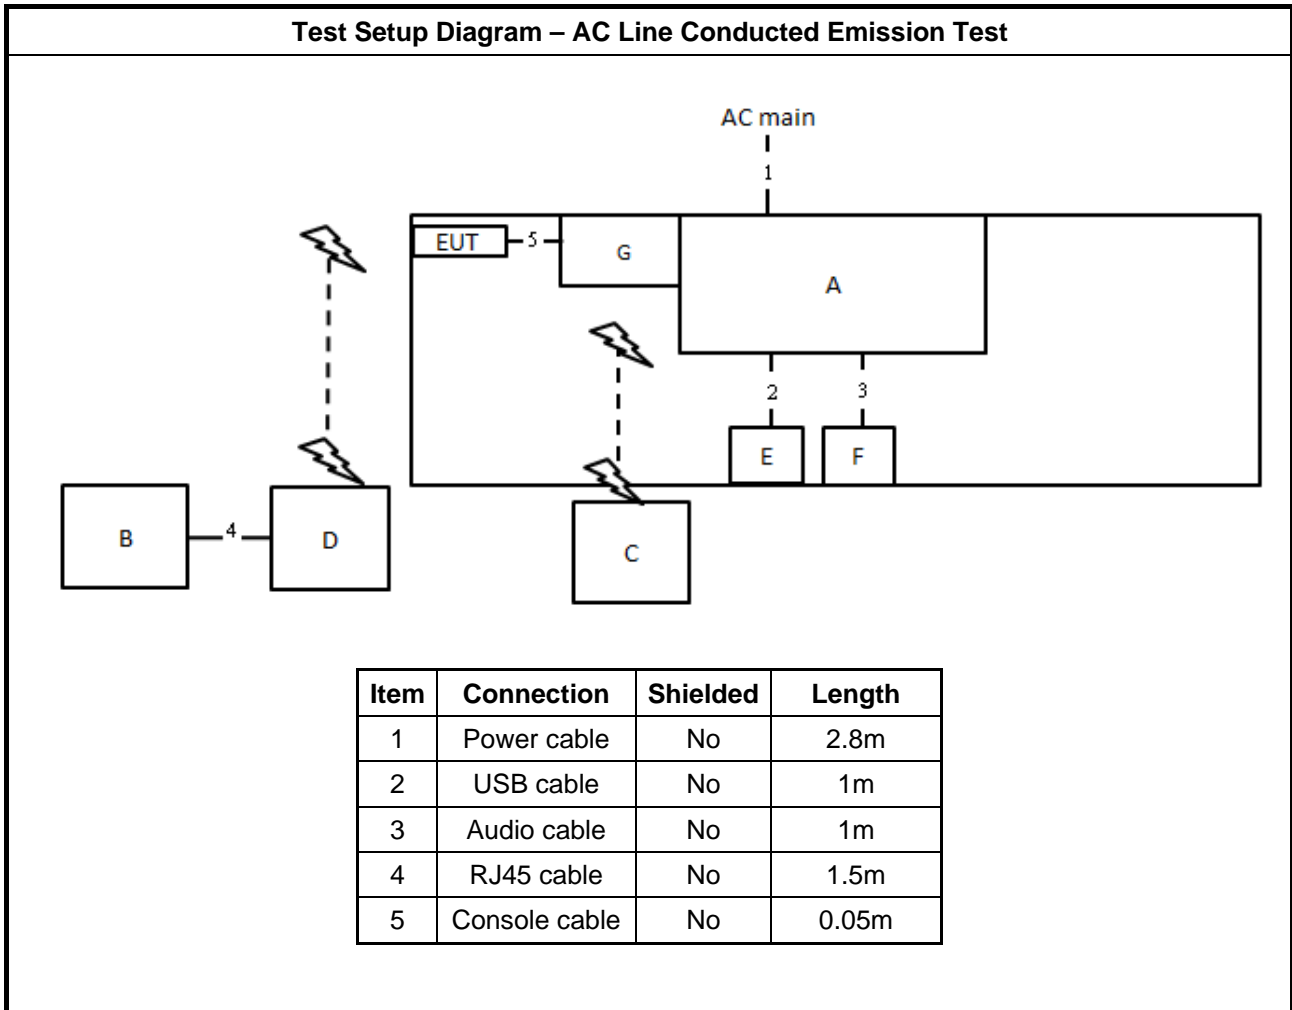 Test Setup Diagram – AC Line Conducted Emission Test
AC main
1
EUT
5
G
A
2
3
E
F
B
4
D
C
Item Connection Shielded Length
1 Power cable No 2.8m
2 USB cable No 1m
3 Audio cable No 1m
4 RJ45 cable No 1.5m
5 Console cable No 0.05m